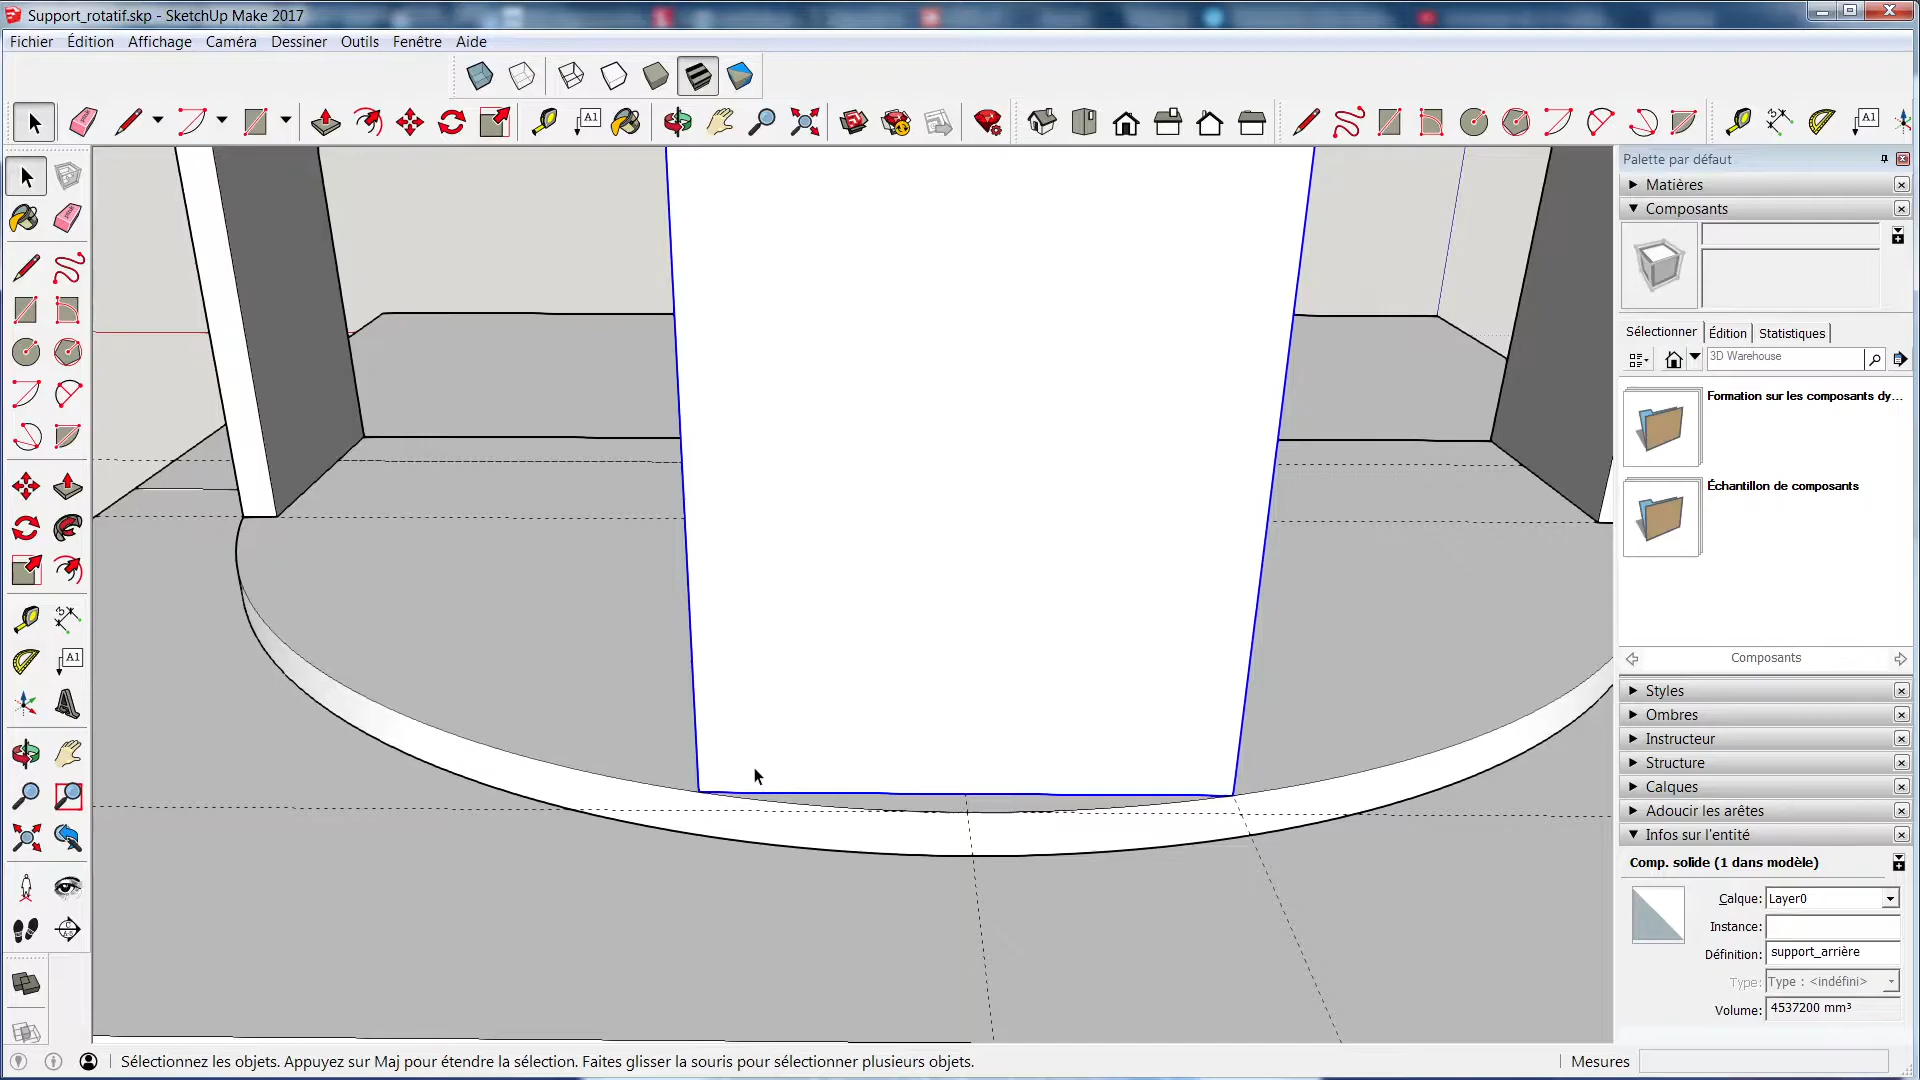 Support_rotatif.skp - SketchUp Make 2017
Fichier Édition Affichage Caméra Dessiner Outils Fenêtre Aide
A1
A1
A1
Palette par défaut
Matières
Composants
Sélectionner Édition Statistiques
3D Warehouse
Formation sur les composants dy...
Échantillon de composants
Composants
Styles
Ombres
Instructeur
Structure
Calques
Adoucir les arêtes
Infos sur l'entité
Comp. solide (1 dans modèle)
Calque: Layer0
Instance:
Définition: support_arrière
Type: Type : <indéfini>
Volume: 4537200 mm³
Sélectionnez les objets. Appuyez sur Maj pour étendre la sélection. Faites glisser la souris pour sélectionner plusieurs objets.
Mesures